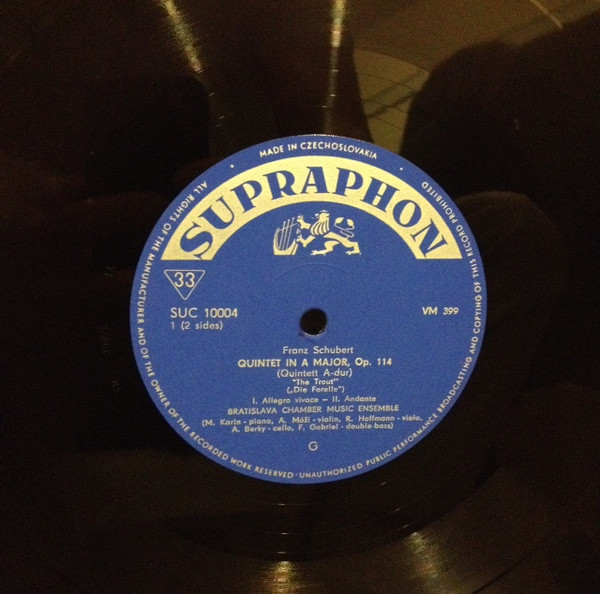 MADE IN CZECHOSLOVAKIA
ALL RIGHTS OF THE MANUFACTURER AND OF THE OWNER OF THE RECORDED WORK RESERVED · UNAUTHORIZED PUBLIC PERFORMANCE BROADCASTING AND COPYING OF THIS RECORD PROHIBITED
SUPRAPHON
33
SUC 10004
VM 399
1 (2 sides)
Franz Schubert
QUINTET IN A MAJOR, Op. 114
(Quintett A-dur)
"The Trout"
(„Die Forelle")
I. Allegro vivace - II. Andante
BRATISLAVA CHAMBER MUSIC ENSEMBLE
(M. Karin - piano, A. Móži - violin, R. Hoffmann - viola,
A. Berky - cello, F. Gabriel - double-bass)
G